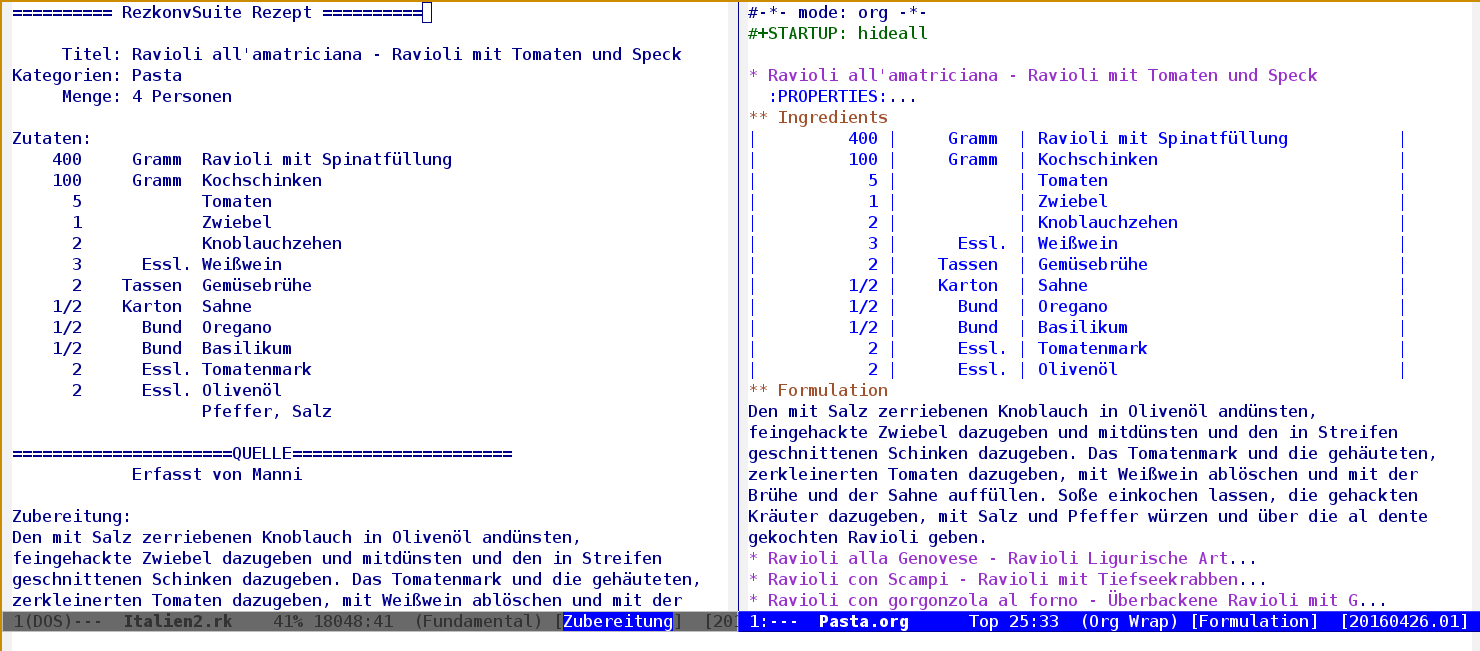 ========== RezkonvSuite Rezept ==========
Titel: Ravioli all'amatriciana - Ravioli mit Tomaten und Speck
Kategorien: Pasta
Menge: 4 Personen
Zutaten:
400 Gramm Ravioli mit Spinatfüllung
100 Gramm Kochschinken
5 Tomaten
1 Zwiebel
2 Knoblauchzehen
3 Essl. Weißwein
2 Tassen Gemüsebrühe
1/2 Karton Sahne
1/2 Bund Oregano
1/2 Bund Basilikum
2 Essl. Tomatenmark
2 Essl. Olivenöl
Pfeffer, Salz
======================QUELLE======================
Erfasst von Manni
Zubereitung:
Den mit Salz zerriebenen Knoblauch in Olivenöl andünsten,
feingehackte Zwiebel dazugeben und mitdünsten und den in Streifen
geschnittenen Schinken dazugeben. Das Tomatenmark und die gehäuteten,
zerkleinerten Tomaten dazugeben, mit Weißwein ablöschen und mit der
1(DOS)--- Italien2.rk 41% 18048:41 (Fundamental) [Zubereitung] [201
#-*- mode: org -*-
#+STARTUP: hideall
* Ravioli all'amatriciana - Ravioli mit Tomaten und Speck
:PROPERTIES:...
** Ingredients
| 400 | Gramm | Ravioli mit Spinatfüllung |
| 100 | Gramm | Kochschinken |
| 5 | | Tomaten |
| 1 | | Zwiebel |
| 2 | | Knoblauchzehen |
| 3 | Essl. | Weißwein |
| 2 | Tassen | Gemüsebrühe |
| 1/2 | Karton | Sahne |
| 1/2 | Bund | Oregano |
| 1/2 | Bund | Basilikum |
| 2 | Essl. | Tomatenmark |
| 2 | Essl. | Olivenöl |
** Formulation
Den mit Salz zerriebenen Knoblauch in Olivenöl andünsten,
feingehackte Zwiebel dazugeben und mitdünsten und den in Streifen
geschnittenen Schinken dazugeben. Das Tomatenmark und die gehäuteten,
zerkleinerten Tomaten dazugeben, mit Weißwein ablöschen und mit der
Brühe und der Sahne auffüllen. Soße einkochen lassen, die gehackten
Kräuter dazugeben, mit Salz und Pfeffer würzen und über die al dente
gekochten Ravioli geben.
* Ravioli alla Genovese - Ravioli Ligurische Art...
* Ravioli con Scampi - Ravioli mit Tiefseekrabben...
* Ravioli con gorgonzola al forno - Überbackene Ravioli mit G...
1:--- Pasta.org Top 25:33 (Org Wrap) [Formulation] [20160426.01]